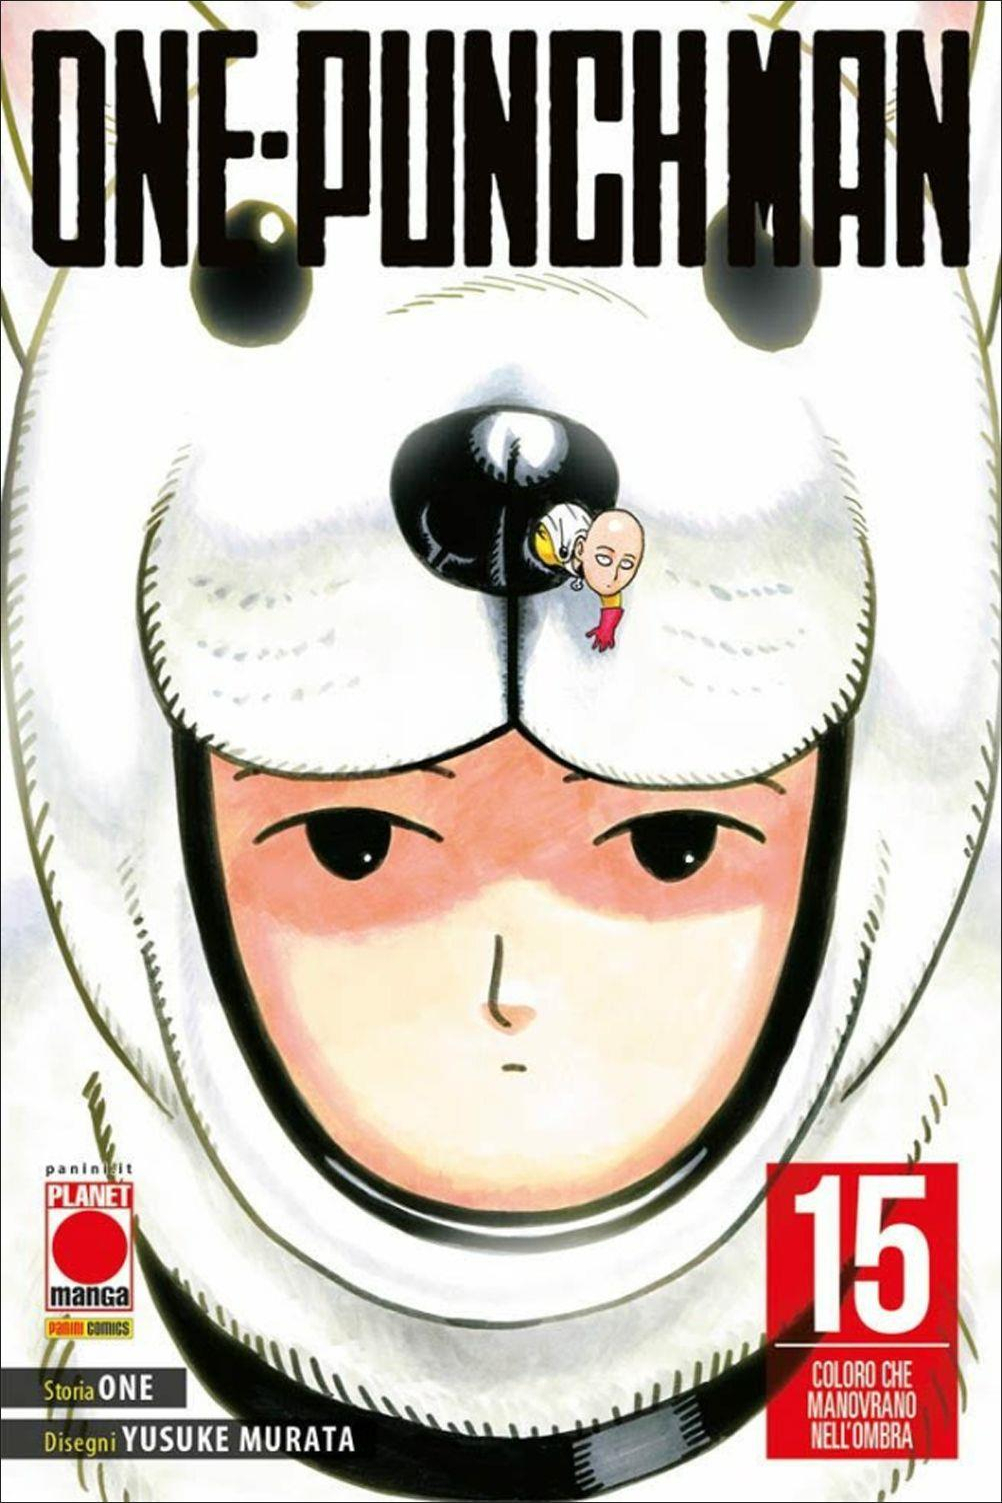 ONE-PUNCH MAN
panini.it
PLANET
manga
PANINI COMICS
Storia ONE
Disegni YUSUKE MURATA
15
COLORO CHE
MANOVRANO
NELL'OMBRA